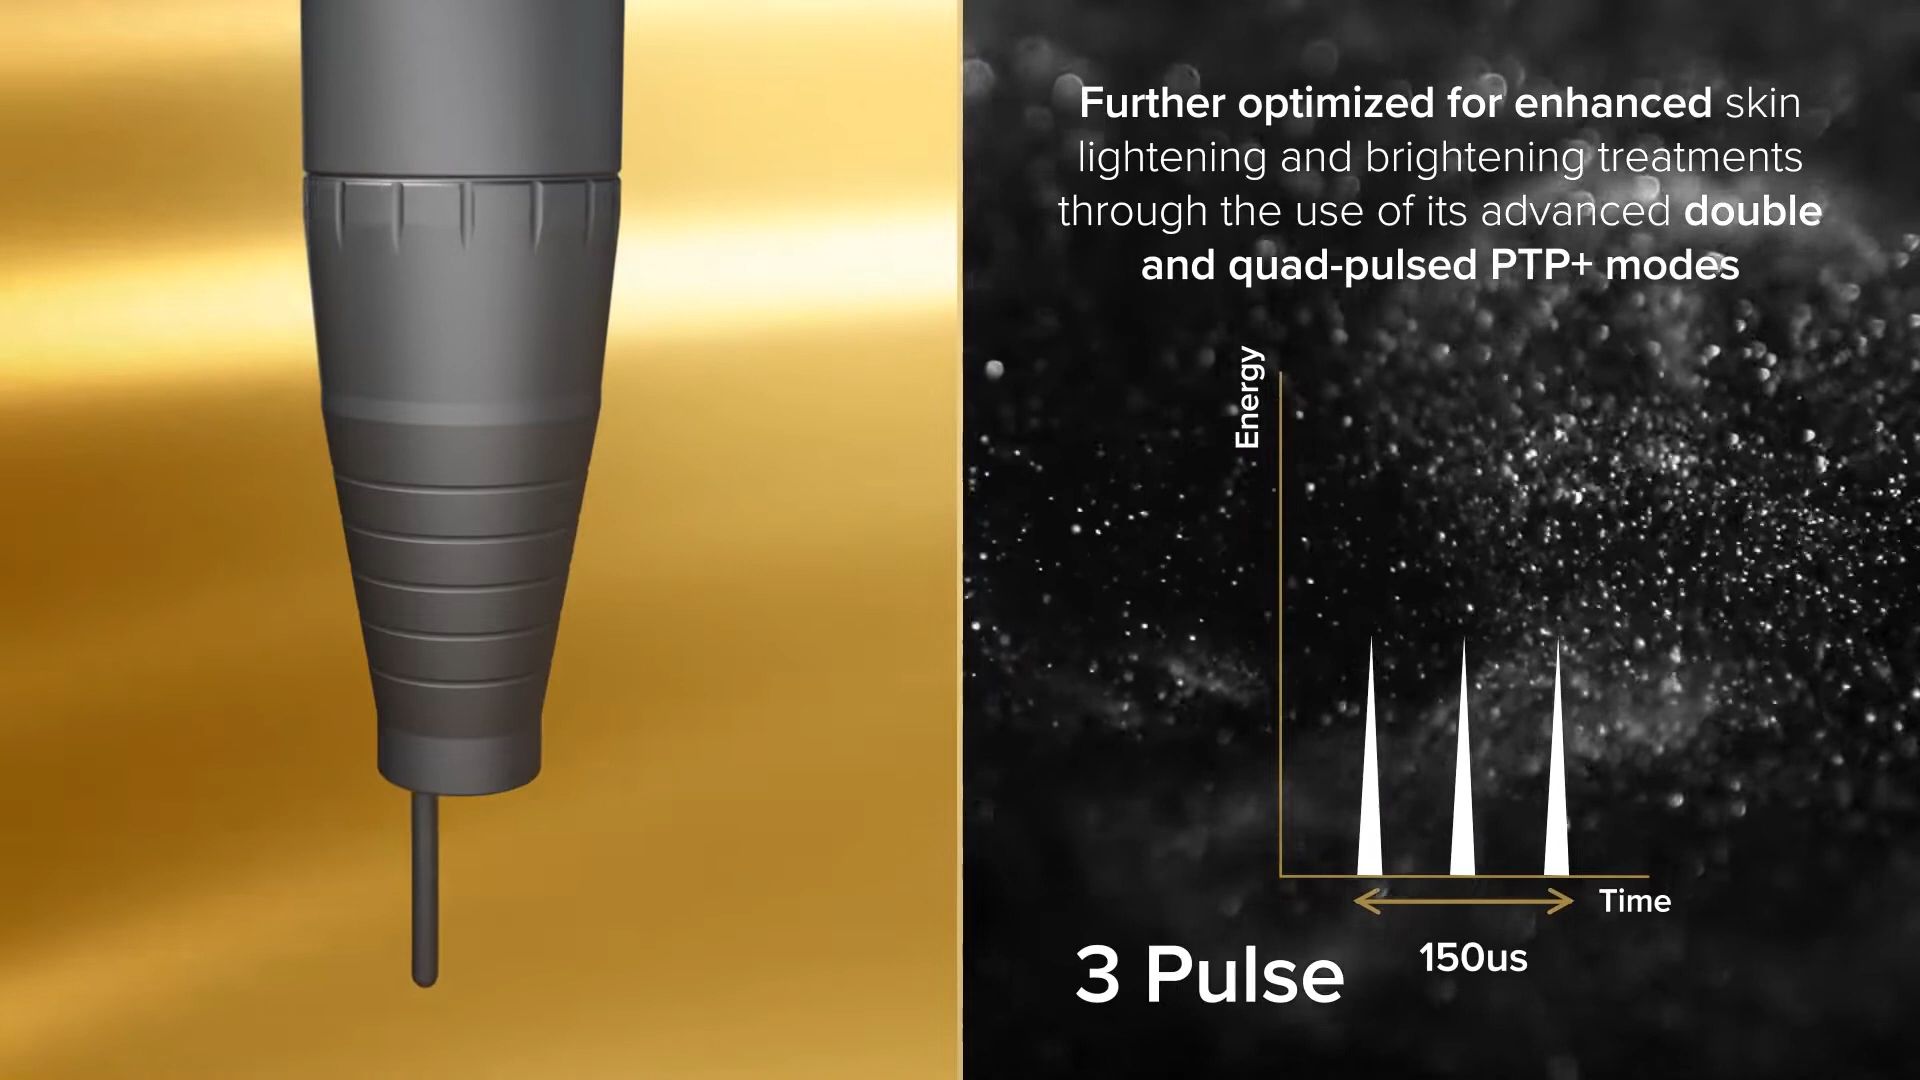 Further optimized for enhanced skin
lightening and brightening treatments
through the use of its advanced double
and quad-pulsed PTP+ modes
Energy
Time
150us
3 Pulse